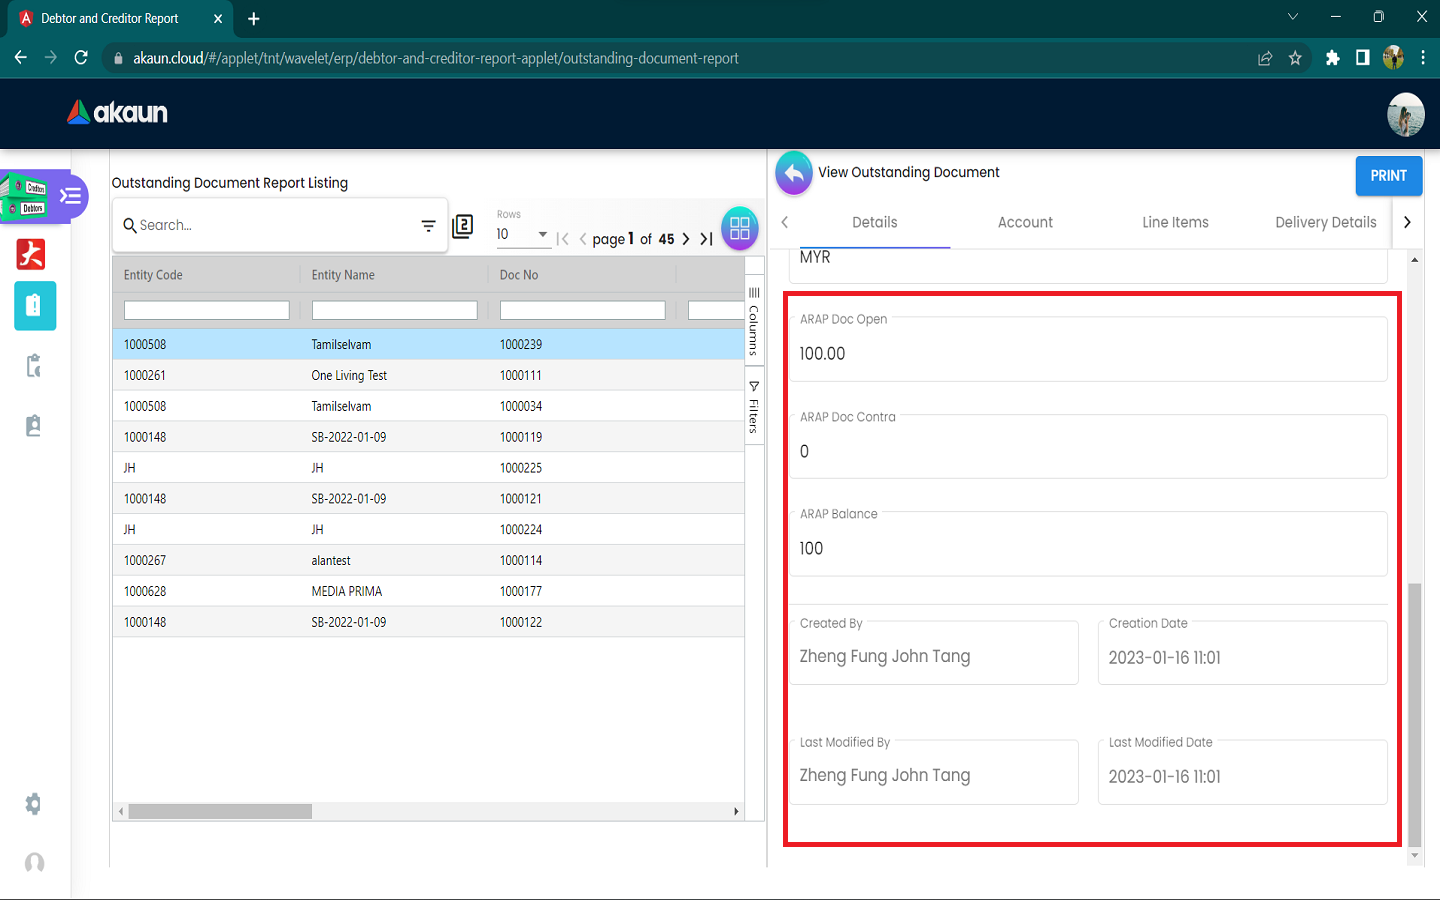 Debtor and Creditor Report
akaun.cloud/#/applet/tnt/wavelet/erp/debtor-and-creditor-report-applet/outstanding-document-report
akaun
Creditors
Debtors
Outstanding Document Report Listing
Search...
2
Rows
10
page 1 of 45
Entity Code Entity Name Doc No
1000508 Tamilselvam 1000239
1000261 One Living Test 1000111
1000508 Tamilselvam 1000034
1000148 SB-2022-01-09 1000119
JH JH 1000225
1000148 SB-2022-01-09 1000121
JH JH 1000224
1000267 alantest 1000114
1000628 MEDIA PRIMA 1000177
1000148 SB-2022-01-09 1000122
Columns
Filters
View Outstanding Document
PRINT
Details Account Line Items Delivery Details
MYR
ARAP Doc Open
100.00
ARAP Doc Contra
0
ARAP Balance
100
Created By Creation Date
Zheng Fung John Tang 2023-01-16 11:01
Last Modified By Last Modified Date
Zheng Fung John Tang 2023-01-16 11:01